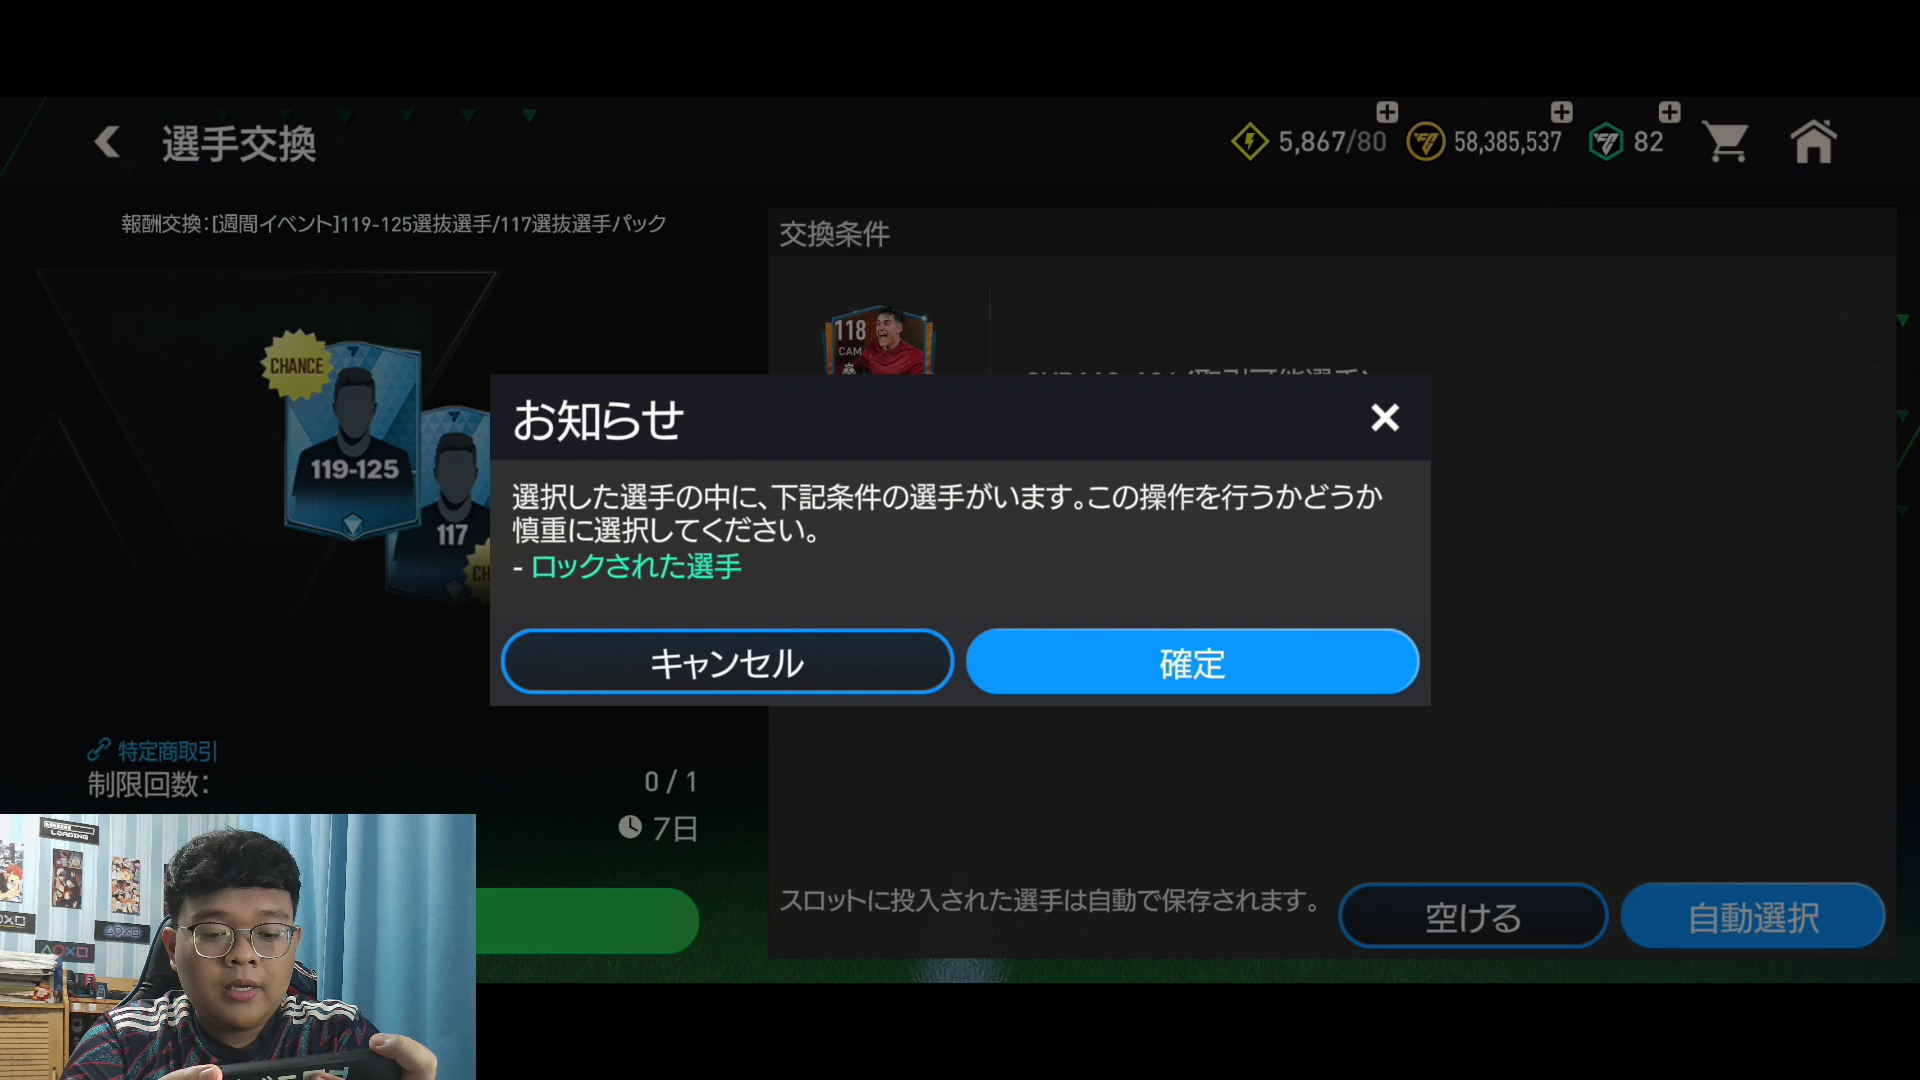 選手交換
5,867/80
58,385,537
82
報酬交換:[週間イベント]119-125選抜選手/117選抜選手パック
交換条件
118
CAM
CHANCE
119-125
117
CH
お知らせ
選択した選手の中に、下記条件の選手がいます。この操作を行うかどうか
慎重に選択してください。
- ロックされた選手
キャンセル
確定
特定商取引
制限回数:
0 / 1
7日
スロットに投入された選手は自動で保存されます。
空ける
自動選択
LOADING